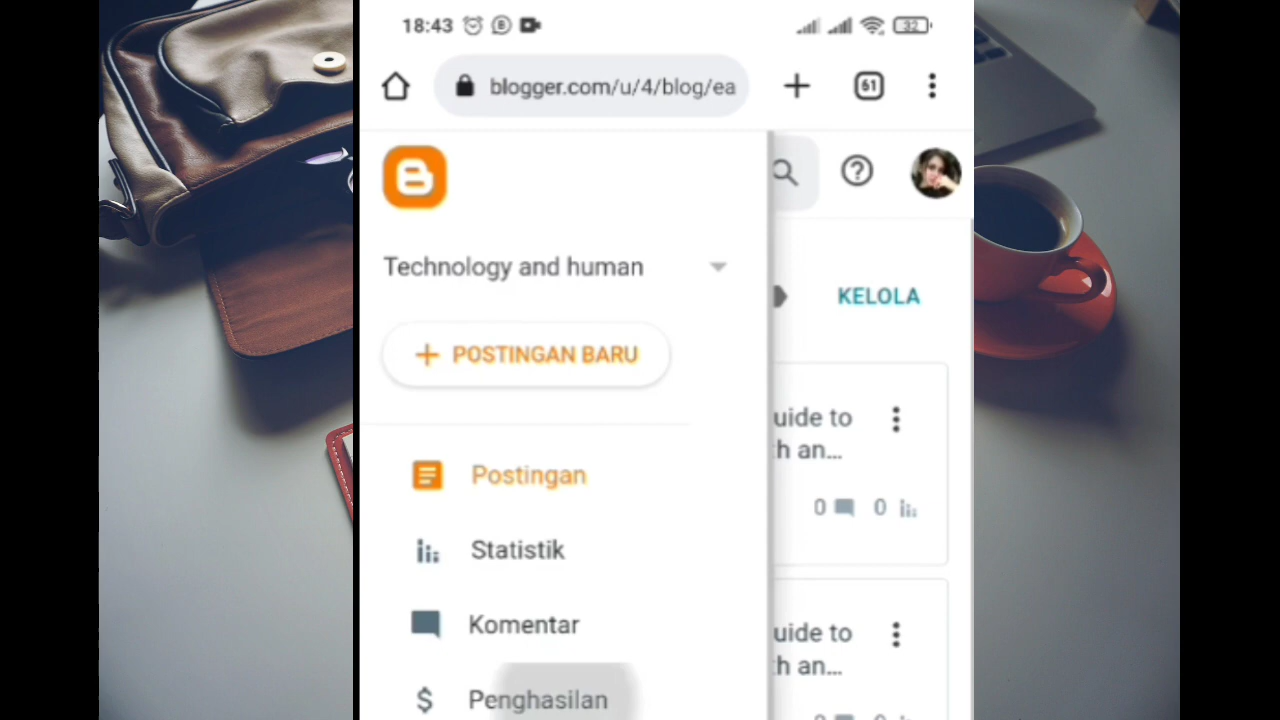 18:43
32
blogger.com/u/4/blog/ea
61
Technology and human
KELOLA
+ POSTINGAN BARU
uide to
h an...
0 0
Postingan
Statistik
Komentar
uide to
h an...
$ Penghasilan